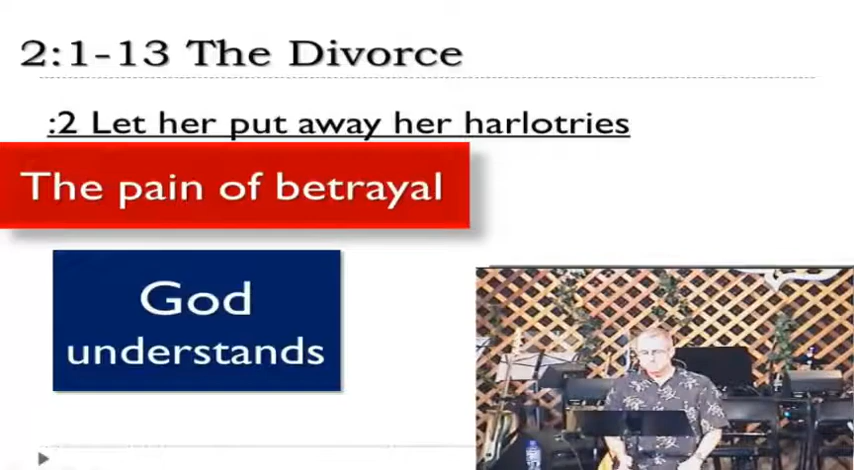 2:1-13 The Divorce
:2 Let her put away her harlotries
The pain of betrayal
God
understands